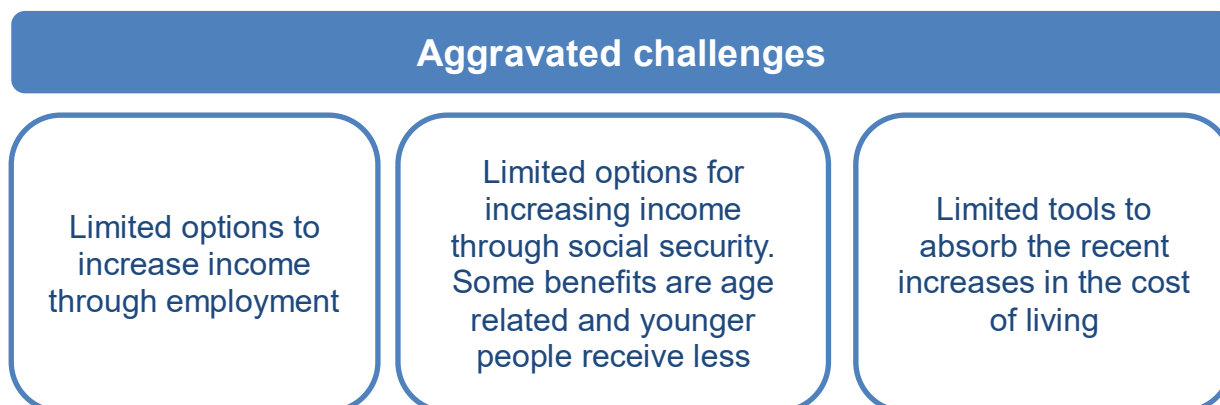 Aggravated challenges
Limited options to
increase income
through employment
Limited options for
increasing income
through social security.
Some benefits are age
related and younger
people receive less
Limited tools to
absorb the recent
increases in the cost
of living